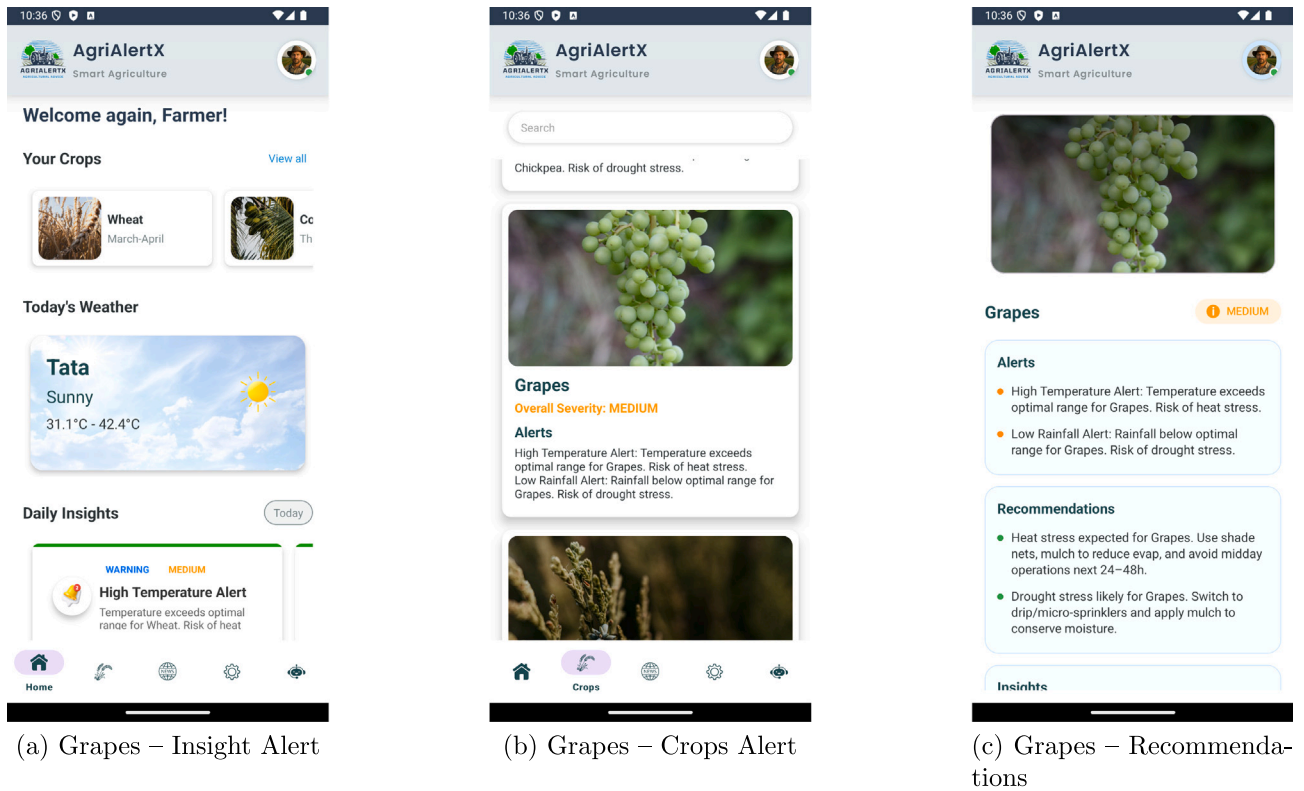 10:36
AgriAlertX
AGRIALERTX
Smart Agriculture
Welcome again, Farmer!
Your Crops
View all
Wheat
March-April
Co
Th
Today's Weather
Tata
Sunny
31.1°C - 42.4°C
Daily Insights
Today
WARNING MEDIUM
High Temperature Alert
Temperature exceeds optimal
range for Wheat. Risk of heat
NEWS
Home
(a) Grapes – Insight Alert
10:36
AgriAlertX
AGRIALERTX
Smart Agriculture
Search
Chickpea. Risk of drought stress.
Grapes
Overall Severity: MEDIUM
Alerts
High Temperature Alert: Temperature exceeds
optimal range for Grapes. Risk of heat stress.
Low Rainfall Alert: Rainfall below optimal range for
Grapes. Risk of drought stress.
NEWS
Crops
(b) Grapes – Crops Alert
10:36
AgriAlertX
AGRIALERTX
Smart Agriculture
Grapes
MEDIUM
Alerts
High Temperature Alert: Temperature exceeds
optimal range for Grapes. Risk of heat stress.
Low Rainfall Alert: Rainfall below optimal
range for Grapes. Risk of drought stress.
Recommendations
Heat stress expected for Grapes. Use shade
nets, mulch to reduce evap, and avoid midday
operations next 24–48h.
Drought stress likely for Grapes. Switch to
drip/micro-sprinklers and apply mulch to
conserve moisture.
Insights
(c) Grapes – Recommenda-
tions